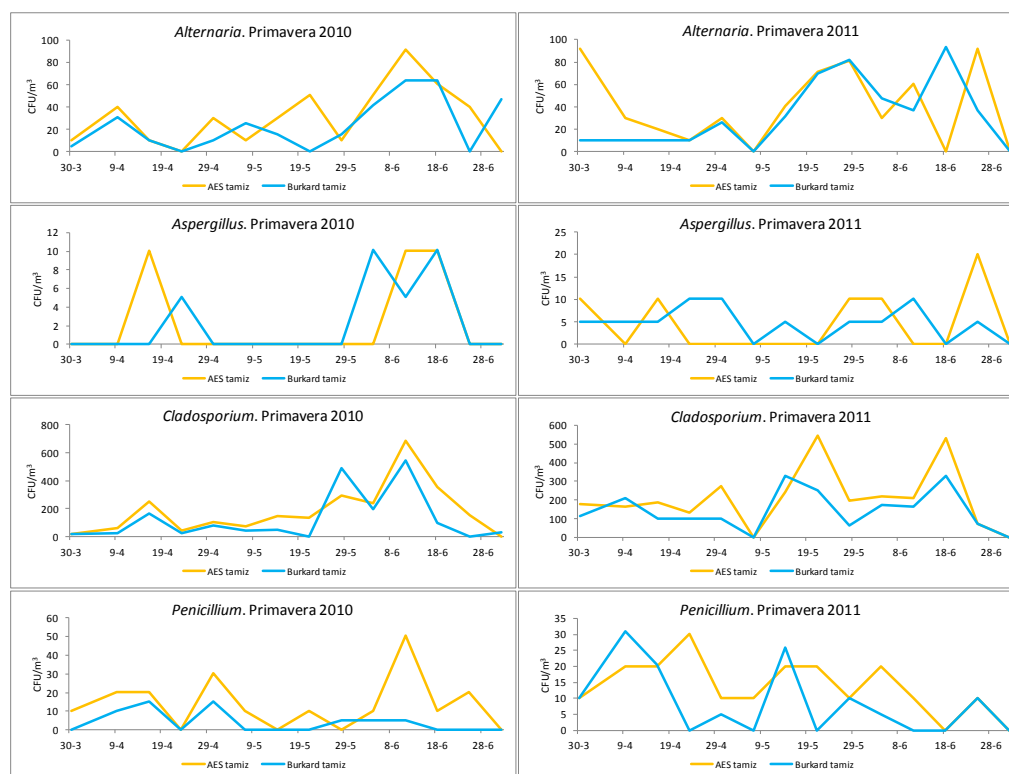 Alternaria. Primavera 2010
CFU/m³
100
80
60
40
20
0
30-3 9-4 19-4 29-4 9-5 19-5 29-5 8-6 18-6 28-6
AES tamiz Burkard tamiz
Alternaria. Primavera 2011
CFU/m³
100
80
60
40
20
0
30-3 9-4 19-4 29-4 9-5 19-5 29-5 8-6 18-6 28-6
AES tamiz Burkard tamiz
Aspergillus. Primavera 2010
CFU/m³
12
10
8
6
4
2
0
30-3 9-4 19-4 29-4 9-5 19-5 29-5 8-6 18-6 28-6
AES tamiz Burkard tamiz
Aspergillus. Primavera 2011
CFU/m³
25
20
15
10
5
0
30-3 9-4 19-4 29-4 9-5 19-5 29-5 8-6 18-6 28-6
AES tamiz Burkard tamiz
Cladosporium. Primavera 2010
CFU/m³
800
600
400
200
0
30-3 9-4 19-4 29-4 9-5 19-5 29-5 8-6 18-6 28-6
AES tamiz Burkard tamiz
Cladosporium. Primavera 2011
CFU/m³
600
500
400
300
200
100
0
30-3 9-4 19-4 29-4 9-5 19-5 29-5 8-6 18-6 28-6
AES tamiz Burkard tamiz
Penicillium. Primavera 2010
CFU/m³
60
50
40
30
20
10
0
30-3 9-4 19-4 29-4 9-5 19-5 29-5 8-6 18-6 28-6
AES tamiz Burkard tamiz
Penicillium. Primavera 2011
CFU/m³
35
30
25
20
15
10
5
0
30-3 9-4 19-4 29-4 9-5 19-5 29-5 8-6 18-6 28-6
AES tamiz Burkard tamiz